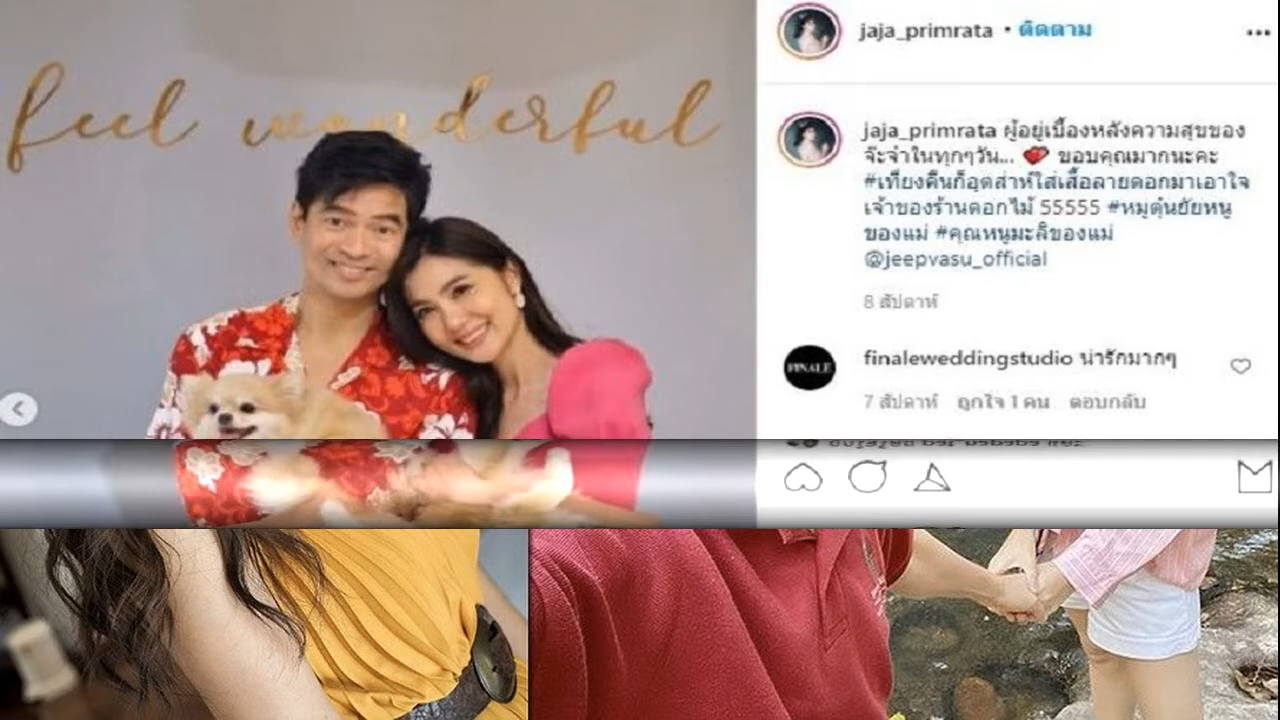 feel wonderful
jaja_primrata • ติดตาม
jaja_primrata ผู้อยู่เบื้องหลังความสุขของ
จ๊ะจ๋าในทุกๆวัน... 💕 ขอบคุณมากนะคะ
#เที่ยงคืนก็อุตส่าห์ใส่เสื้อลายดอกมาเอาใจ
เจ้าของร้านดอกไม้ 55555 #หมูตุ๋นยัยหนู
ของแม่ #คุณหนูมะลิของแม่
@jeepvasu_official
8 สัปดาห์
FINALE
finaleweddingstudio น่ารักมากๆ
7 สัปดาห์ ถูกใจ 1 คน ตอบกลับ